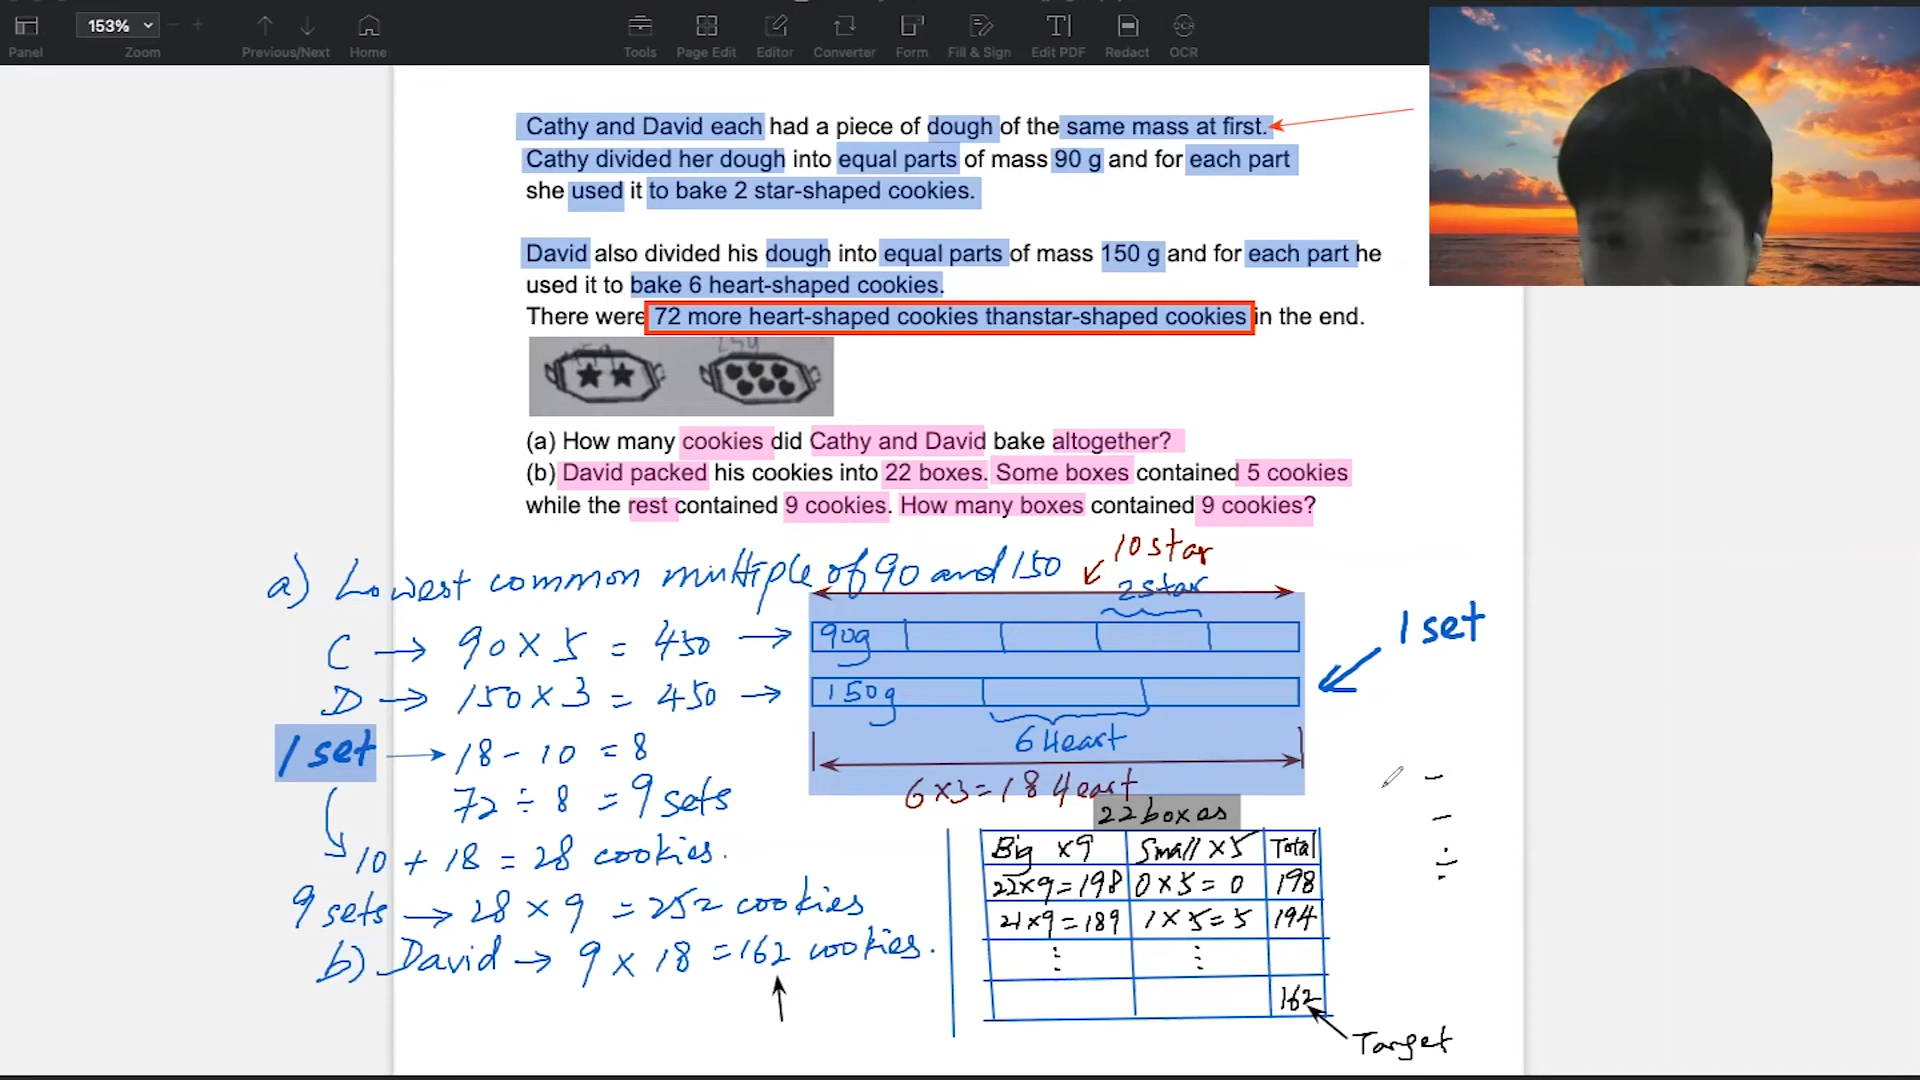 153%
Panel
Zoom
Previous/Next
Home
Tools
Page Edit
Editor
Converter
Form
Fill & Sign
Edit PDF
Redact
OCR
Cathy and David each had a piece of dough of the same mass at first.
Cathy divided her dough into equal parts of mass 90 g and for each part
she used it to bake 2 star-shaped cookies.
David also divided his dough into equal parts of mass 150 g and for each part he
used it to bake 6 heart-shaped cookies.
There were 72 more heart-shaped cookies thanstar-shaped cookies in the end.
(a) How many cookies did Cathy and David bake altogether?
(b) David packed his cookies into 22 boxes. Some boxes contained 5 cookies
while the rest contained 9 cookies. How many boxes contained 9 cookies?
a) Lowest common multiple of 90 and 150
10 star
2 star
C → 90 × 5 = 450 →
90g
1 set
D → 150 × 3 = 450 →
150g
6 Heart
6×3=18 Heart
1 set → 18 - 10 = 8
72 ÷ 8 = 9 sets
10 + 18 = 28 cookies.
9 sets → 28 × 9 = 252 cookies
b) David → 9 × 18 = 162 cookies.
22 boxas
Big ×9 Small ×5 Total
22×9=198 0×5=0 198
21×9=189 1×5=5 194
⋮ ⋮
162
Target
-
-
÷